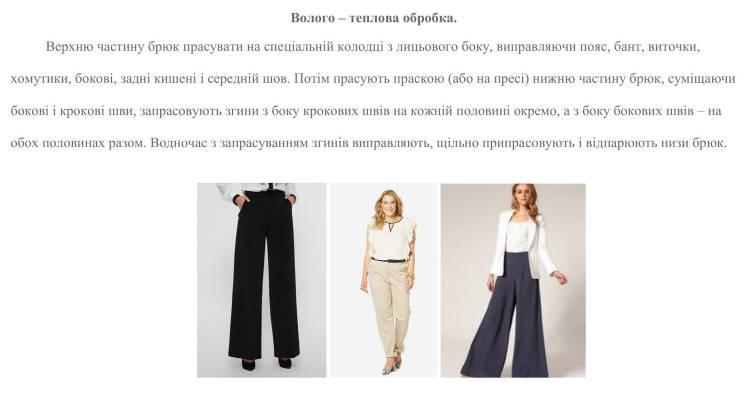 Волого – теплова обробка.
Верхню частину брюк прасувати на спеціальній колодці з лицьового боку, виправляючи пояс, бант, виточки,
хомутики, бокові, задні кишені і середній шов. Потім прасують праскою (або на пресі) нижню частину брюк, суміщаючи
бокові і крокові шви, запрасовують згини з боку крокових швів на кожній половині окремо, а з боку бокових швів – на
обох половинах разом. Водночас з запрасуванням згинів виправляють, щільно припрасовують і відпарюють низи брюк.